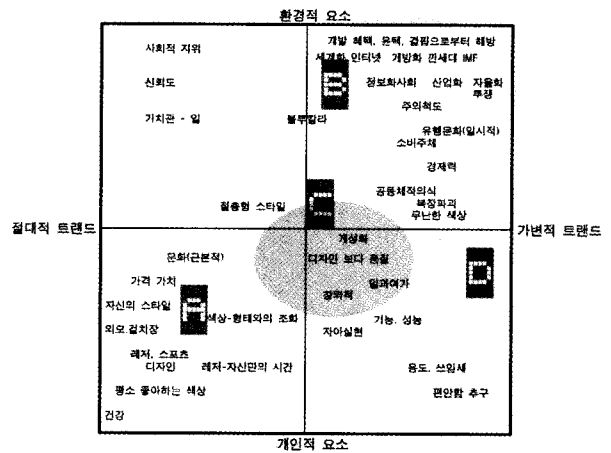 환경적 요소
사회적 지위
개발 혜택, 윤택, 결핍으로부터 해방
세계화 인터넷 개방화 낀세대 IMF
신뢰도
정보화사회 산업화 자율화
투쟁
B
주의척도
가치관 - 일
블루칼라
유행문화(일시적)
소비주체
경제력
공동체적의식
복장파괴
무난한 색상
절충형 스타일
C
절대적 트랜드
가변적 트랜드
개성화
문화(근본적)
디자인 보다 품질
D
가격 가치
일과여가
창의적
자신의 스타일
색상-형태와의 조화
기능, 성능
외모.겉치장
자아실현
레저, 스포츠
디자인
레저-자신만의 시간
용도, 쓰임새
평소 좋아하는 색상
편안함 추구
건강
개인적 요소